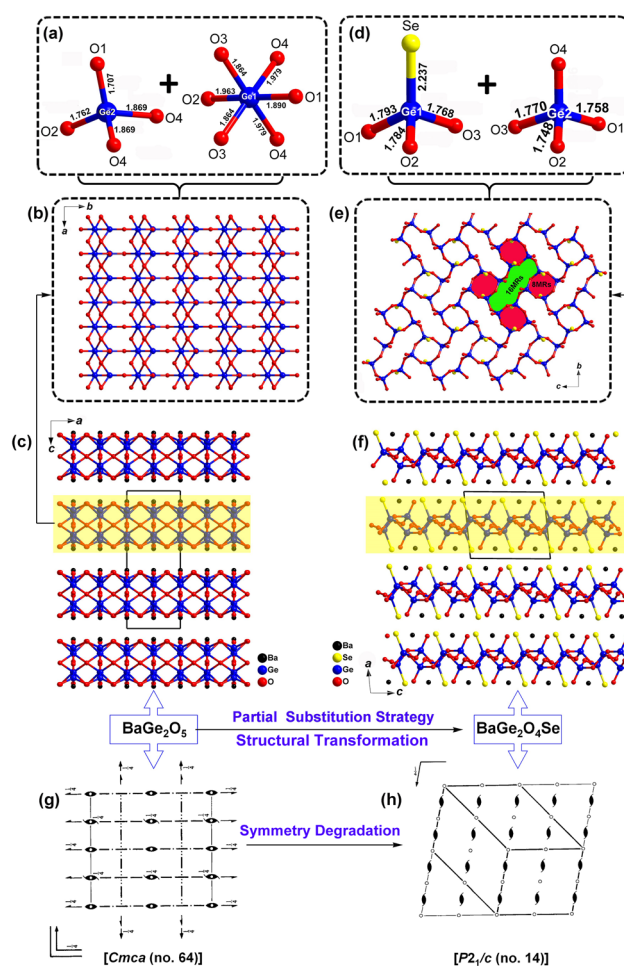 (a)
O1
1.707
Ge2
1.762
1.869
O2
O4
1.869
O4
+
O3
O4
1.864
1.979
O2
1.963
Ge1
1.890
O1
1.864
1.979
O3
O4
(d)
Se
2.237
Ge1
1.793
1.768
O1
1.784
O3
O2
+
O4
1.770
Ge2
1.758
O3
1.748
O1
O2
(b)
b
a
(e)
16MRs
8MRs
b
c
(c)
a
c
Ba
Ge
O
(f)
Ba
Se
Ge
O
a
c
BaGe₂O₅
Partial Substitution Strategy
Structural Transformation
BaGe₂O₄Se
(g)
Symmetry Degradation
(h)
[Cmca (no. 64)]
[P2₁/c (no. 14)]